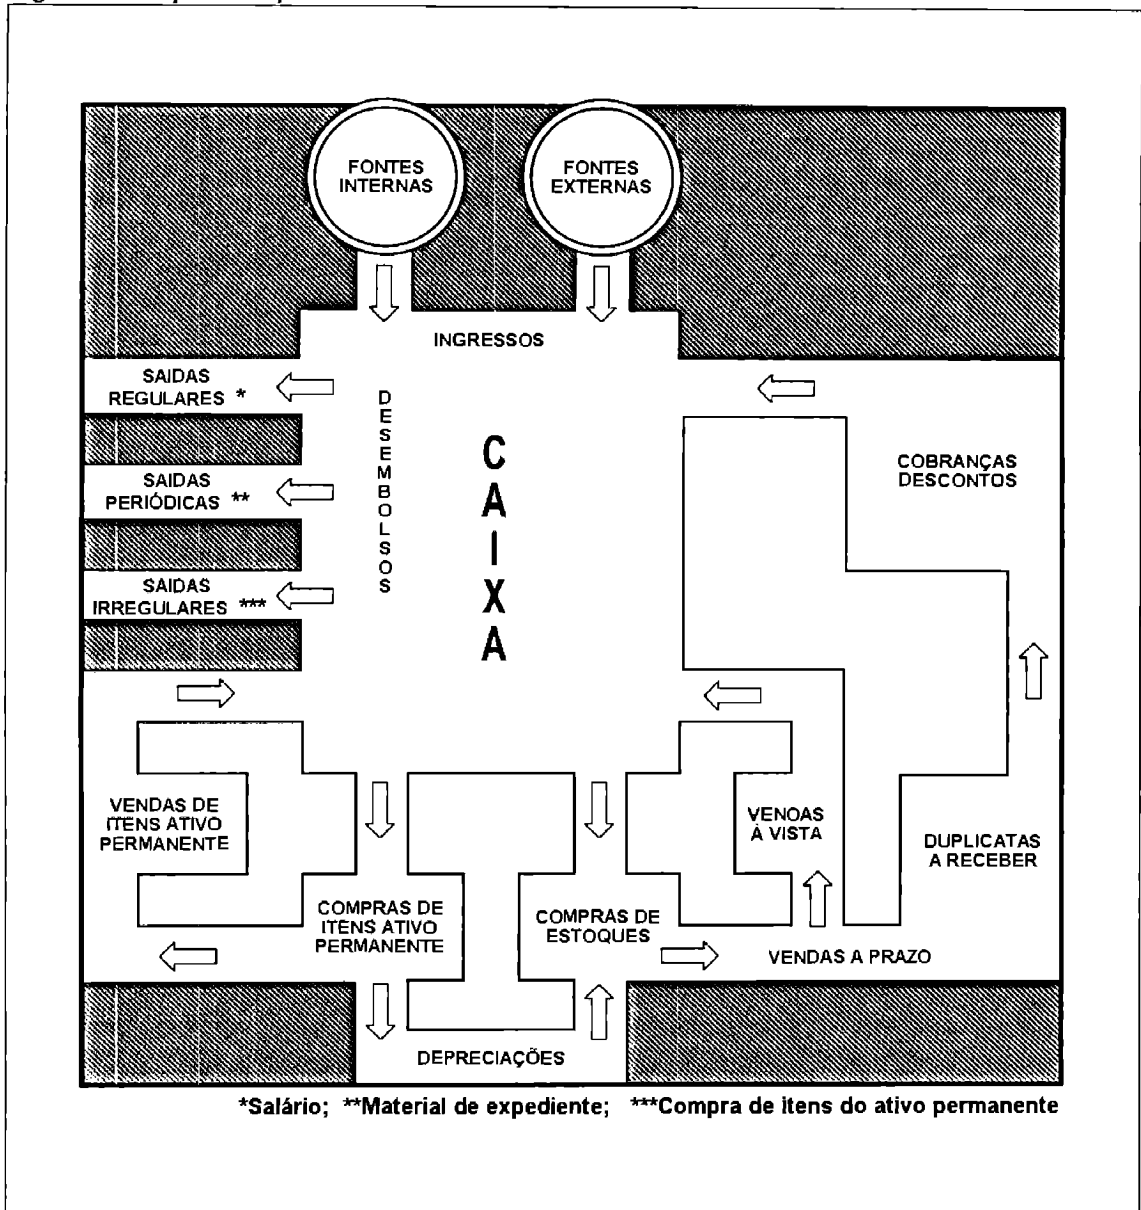 FONTES
INTERNAS
FONTES
EXTERNAS
INGRESSOS
SAIDAS
REGULARES *
DESEMBOLSOS
CAIXA
COBRANÇAS
DESCONTOS
SAIDAS
PERIÓDICAS **
SAIDAS
IRREGULARES ***
VENDAS DE
ITENS ATIVO
PERMANENTE
VENOAS
À VISTA
DUPLICATAS
A RECEBER
COMPRAS DE
ITENS ATIVO
PERMANENTE
COMPRAS DE
ESTOQUES
VENDAS A PRAZO
DEPRECIAÇÕES
*Salário; **Material de expediente; ***Compra de itens do ativo permanente